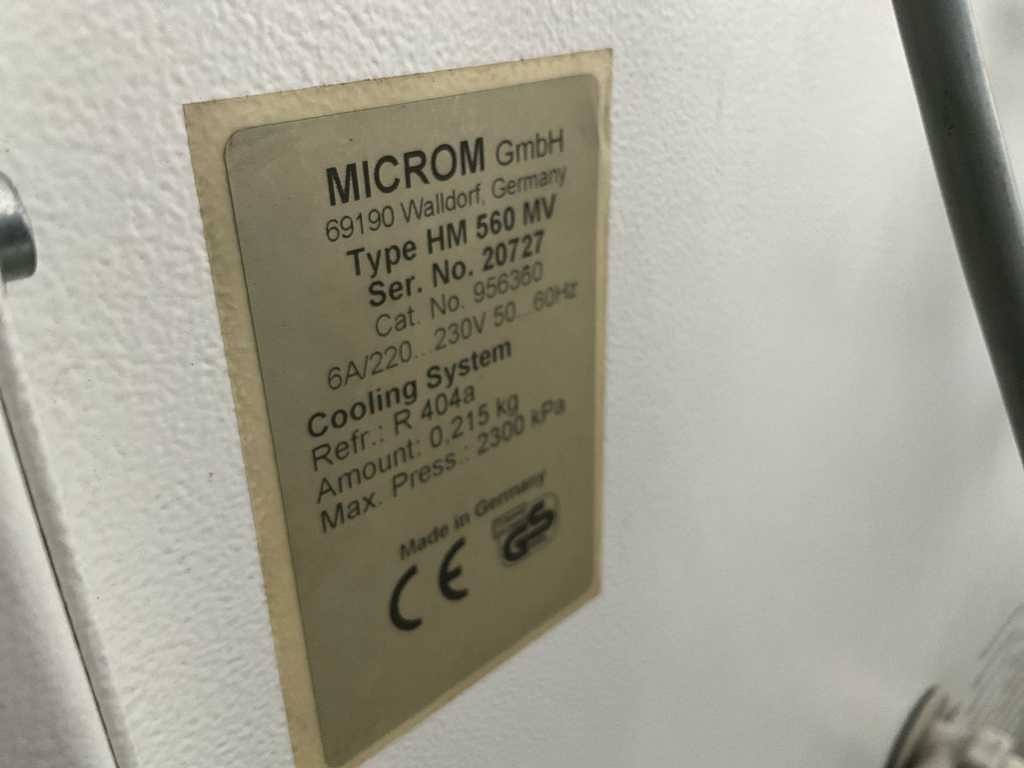 MICROM GmbH
69190 Walldorf, Germany
Type HM 560 MV
Ser. No. 20727
Cat. No. 956360
6A/220...230V 50...60Hz
Cooling System
Refr.: R 404a
Amount: 0.215 kg
Max. Press.: 2300 kPa
Made in Germany
CE
GS